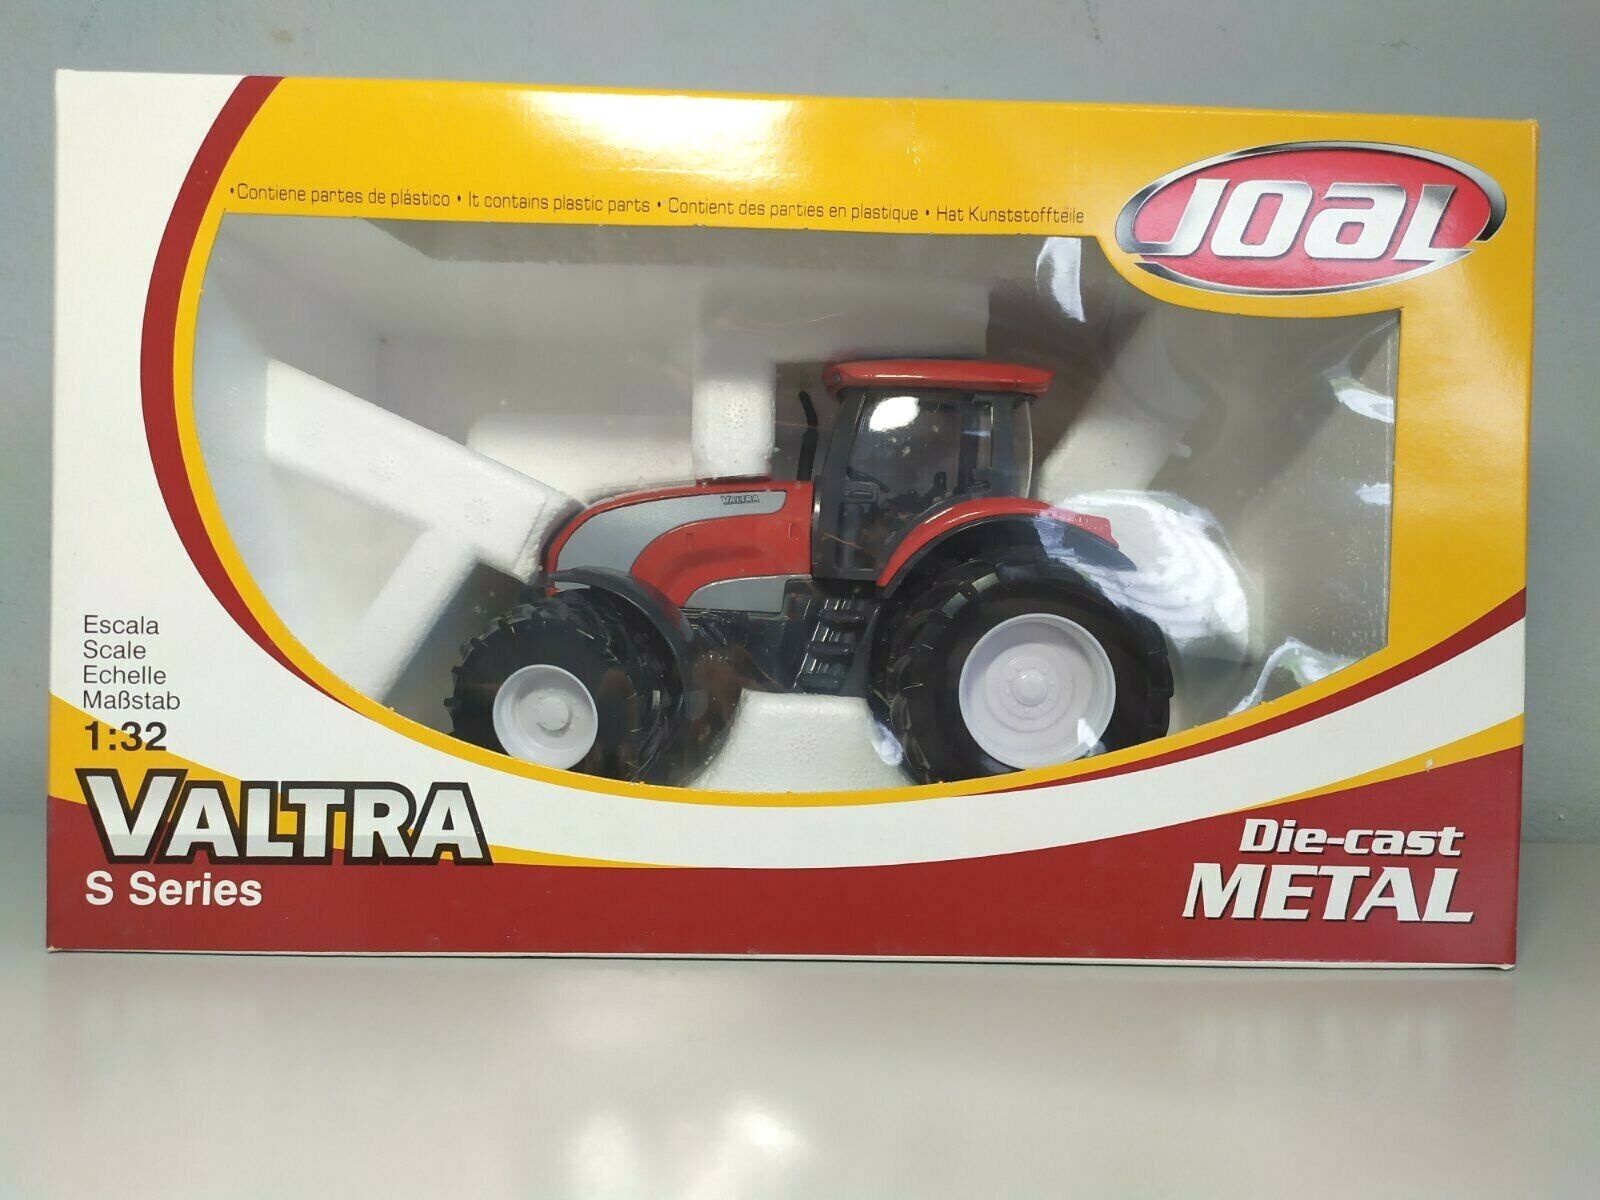 • Contiene partes de plástico • It contains plastic parts • Contient des parties en plastique • Hat Kunststoffteile
JOAL
VALTRA
Escala
Scale
Echelle
Maßstab
1:32
VALTRA
S Series
Die-cast
METAL